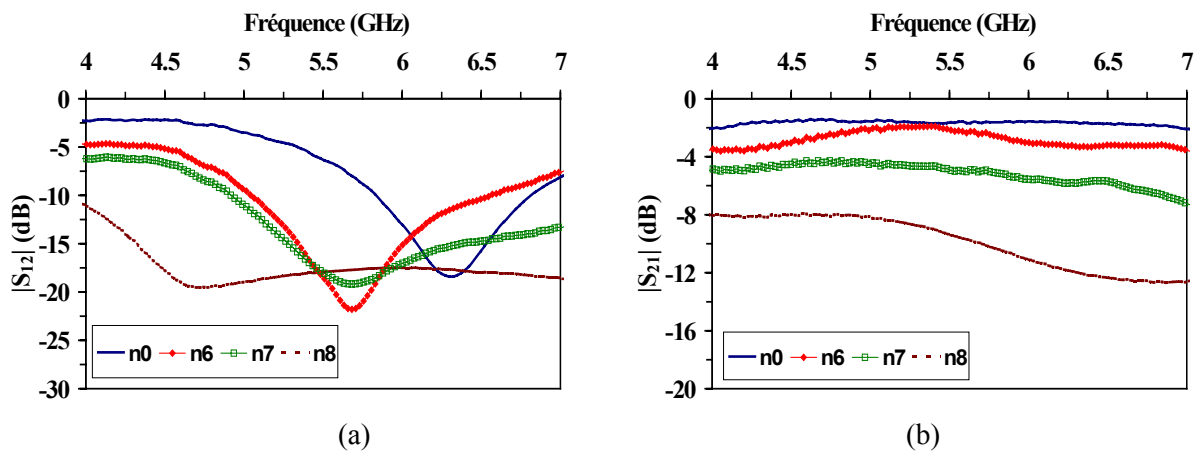 Fréquence (GHz)
4 4.5 5 5.5 6 6.5 7
|S12| (dB)
0
-5
-10
-15
-20
-25
-30
n0 n6 n7 n8
(a)
Fréquence (GHz)
4 4.5 5 5.5 6 6.5 7
|S21| (dB)
0
-4
-8
-12
-16
-20
n0 n6 n7 n8
(b)